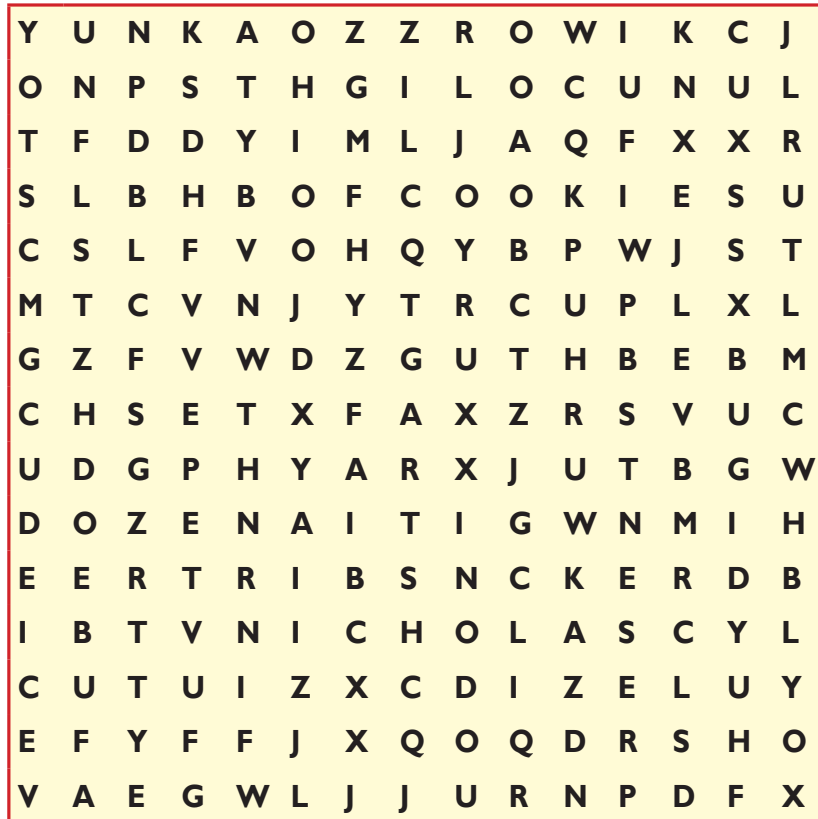 Y U N K A O Z Z R O W I K C J
O N P S T H G I L O C U N U L
T F D D Y I M L J A Q F X X R
S L B H B O F C O O K I E S U
C S L F V O H Q Y B P W J S T
M T C V N J Y T R C U P L X L
G Z F V W D Z G U T H B E B M
C H S E T X F A X Z R S V U C
U D G P H Y A R X J U T B G W
D O Z E N A I T I G W N M I H
E E R T R I B S N C K E R D B
I B T V N I C H O L A S C Y L
C U T U I Z X C D I Z E L U Y
E F Y F F J X Q O Q D R S H O
V A E G W L J J U R N P D F X